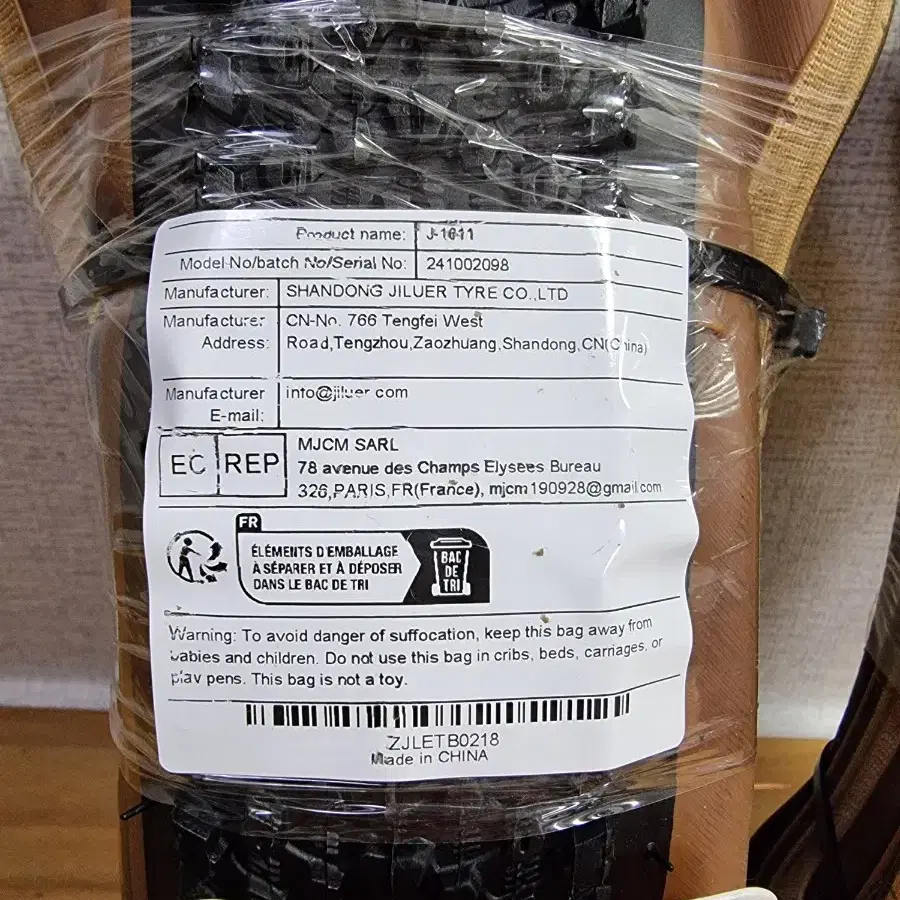 Product name: J-1611
Model No/batch No/Serial No: 241002098
Manufacturer: SHANDONG JILUER TYRE CO.,LTD
Manufacturer Address: CN-No. 766 Tengfei West
Road,Tengzhou,Zaozhuang,Shandong,CN(China)
Manufacturer E-mail: info@jiluer.com
EC REP
MJCM SARL
78 avenue des Champs Elysees Bureau
326,PARIS,FR(France), mjcm190928@gmail.com
FR
ÉLÉMENTS D'EMBALLAGE
À SÉPARER ET À DÉPOSER
DANS LE BAC DE TRI
BAC
DE
TRI
Warning: To avoid danger of suffocation, keep this bag away from
babies and children. Do not use this bag in cribs, beds, carriages, or
play pens. This bag is not a toy.
ZJLETB0218
Made in CHINA